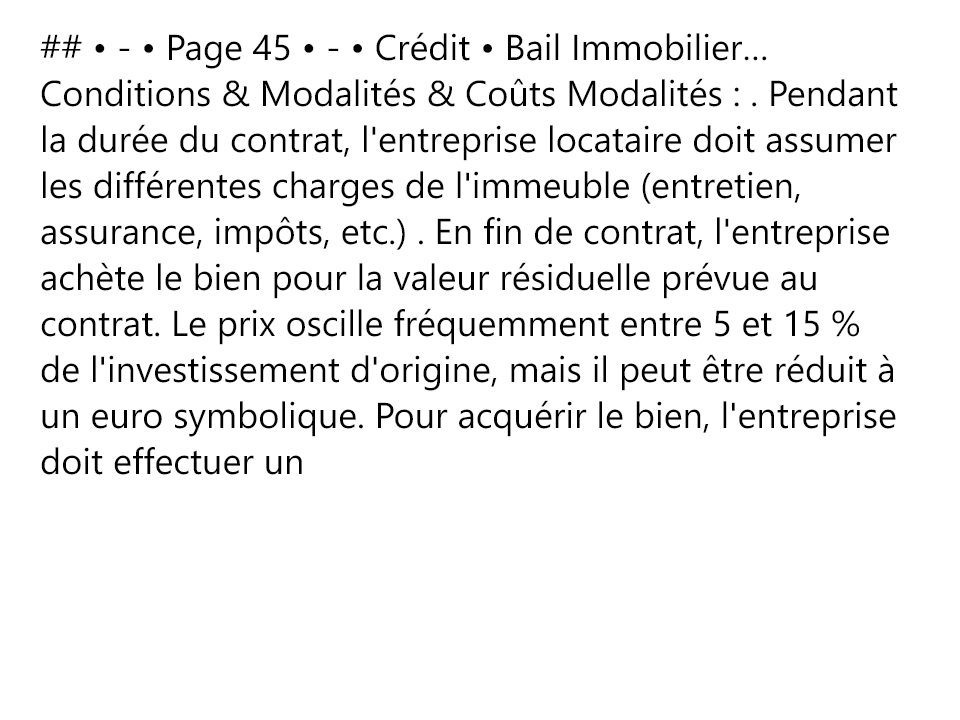 ## • - • Page 45 • - • Crédit • Bail Immobilier...
Conditions & Modalités & Coûts Modalités : . Pendant
la durée du contrat, l'entreprise locataire doit assumer
les différentes charges de l'immeuble (entretien,
assurance, impôts, etc.) . En fin de contrat, l'entreprise
achète le bien pour la valeur résiduelle prévue au
contrat. Le prix oscille fréquemment entre 5 et 15 %
de l'investissement d'origine, mais il peut être réduit à
un euro symbolique. Pour acquérir le bien, l'entreprise
doit effectuer un